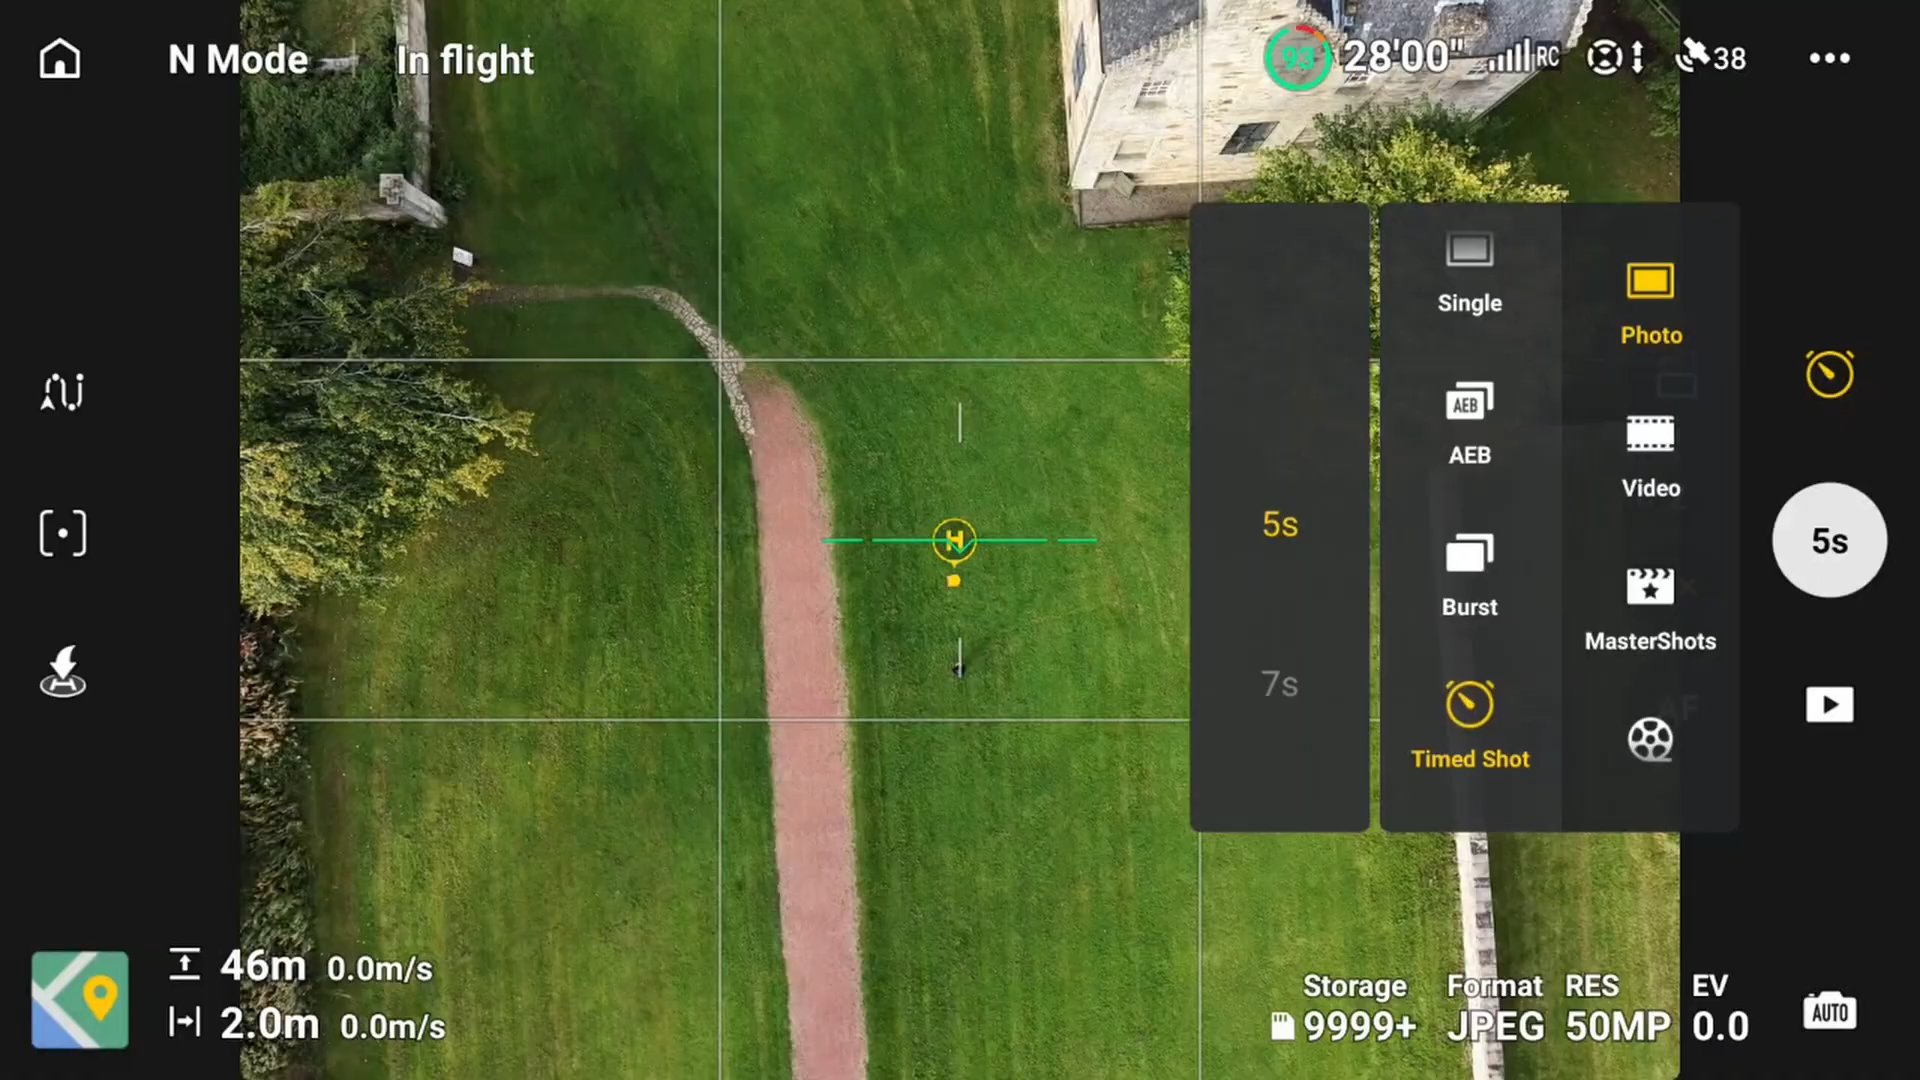 N Mode
In flight
93
28'00"
RC
38
Single
Photo
AEB
AEB
Video
5s
5s
Burst
MasterShots
7s
Timed Shot
H
46m 0.0m/s
2.0m 0.0m/s
Storage Format RES EV
9999+ JPEG 50MP 0.0
AUTO